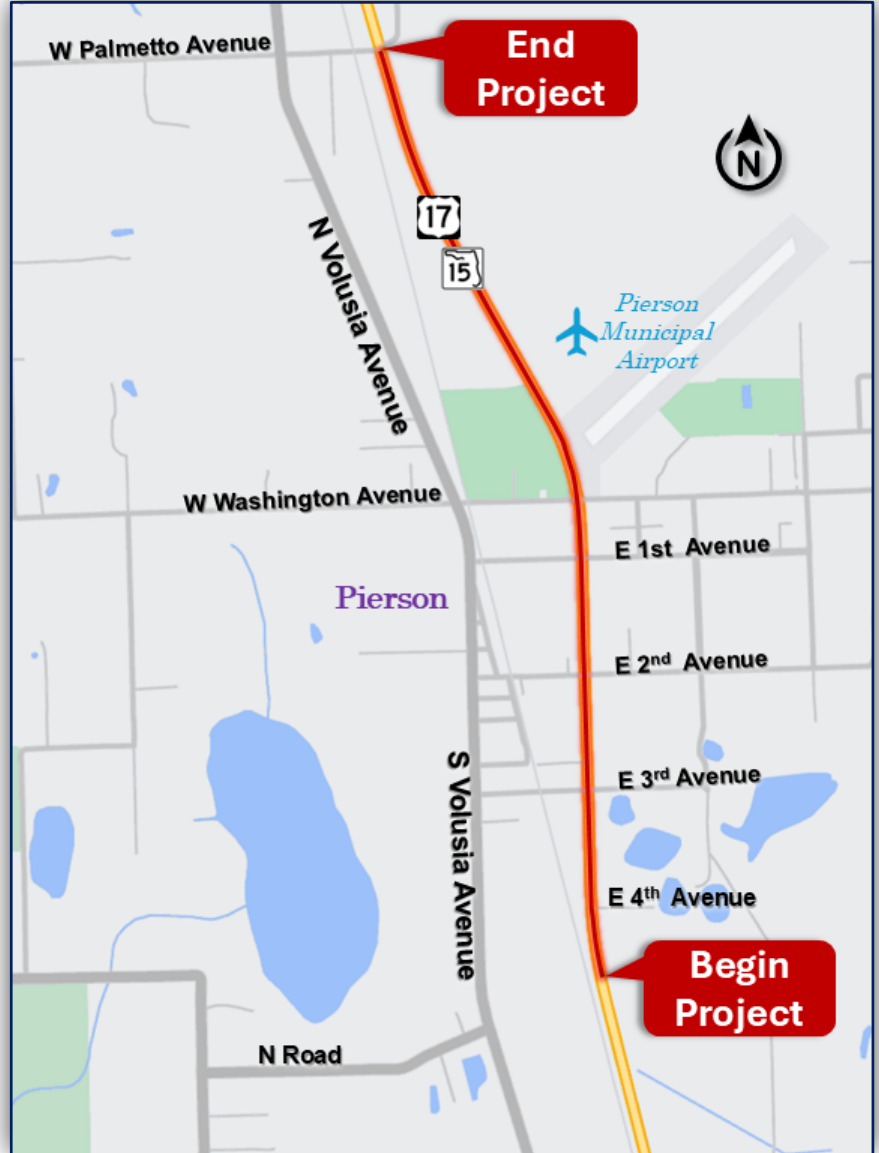 W Palmetto Avenue
End
Project
N
17
15
N Volusia Avenue
Pierson
Municipal
Airport
W Washington Avenue
E 1st Avenue
Pierson
E 2nd Avenue
S Volusia Avenue
E 3rd Avenue
E 4th Avenue
Begin
Project
N Road